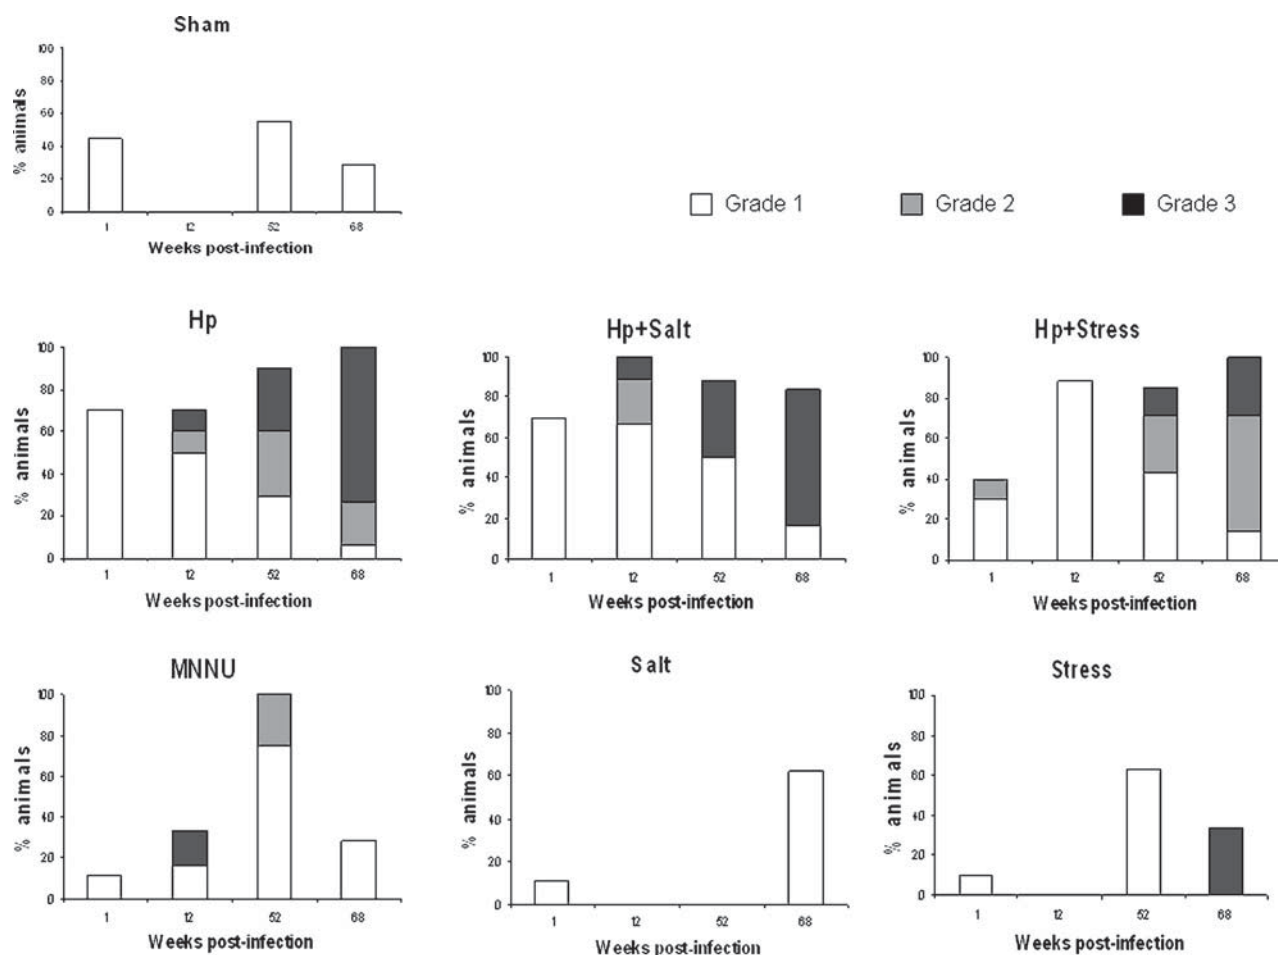 Sham
% animals
100
80
60
40
20
0
1 12 52 68
Weeks post-infection
Grade 1 Grade 2 Grade 3
Hp
% animals
100
80
60
40
20
0
1 12 52 68
Weeks post-infection
Hp+Salt
% animals
100
80
60
40
20
0
1 12 52 68
Weeks post-infection
Hp+Stress
% animals
100
80
60
40
20
0
1 12 52 68
Weeks post-infection
MNNU
% animals
100
80
60
40
20
0
1 12 52 68
Weeks post-infection
Salt
% animals
100
80
60
40
20
0
1 12 52 68
Weeks post-infection
Stress
% animals
100
80
60
40
20
0
1 12 52 68
Weeks post-infection